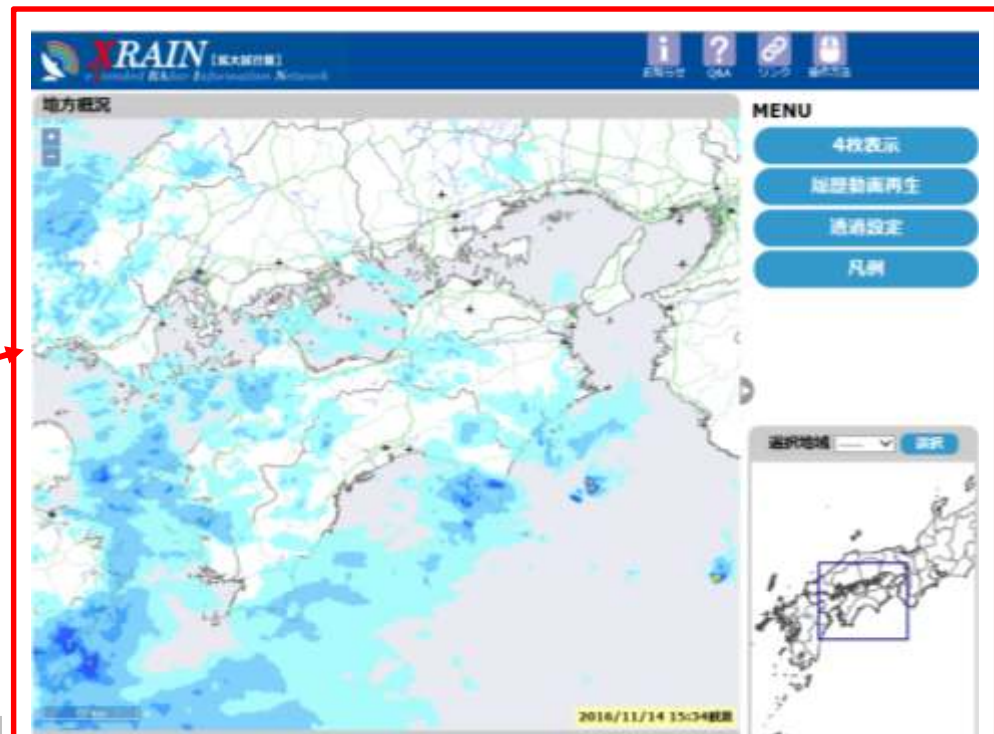 XRAIN【拡大試行版】
eXtended RAdar Information Network
お知らせ Q&A リンク 操作方法
地方概況
MENU
4枚表示
履歴動画再生
透過設定
凡例
選択地域 ----- 選択
2016/11/14 15:34観測